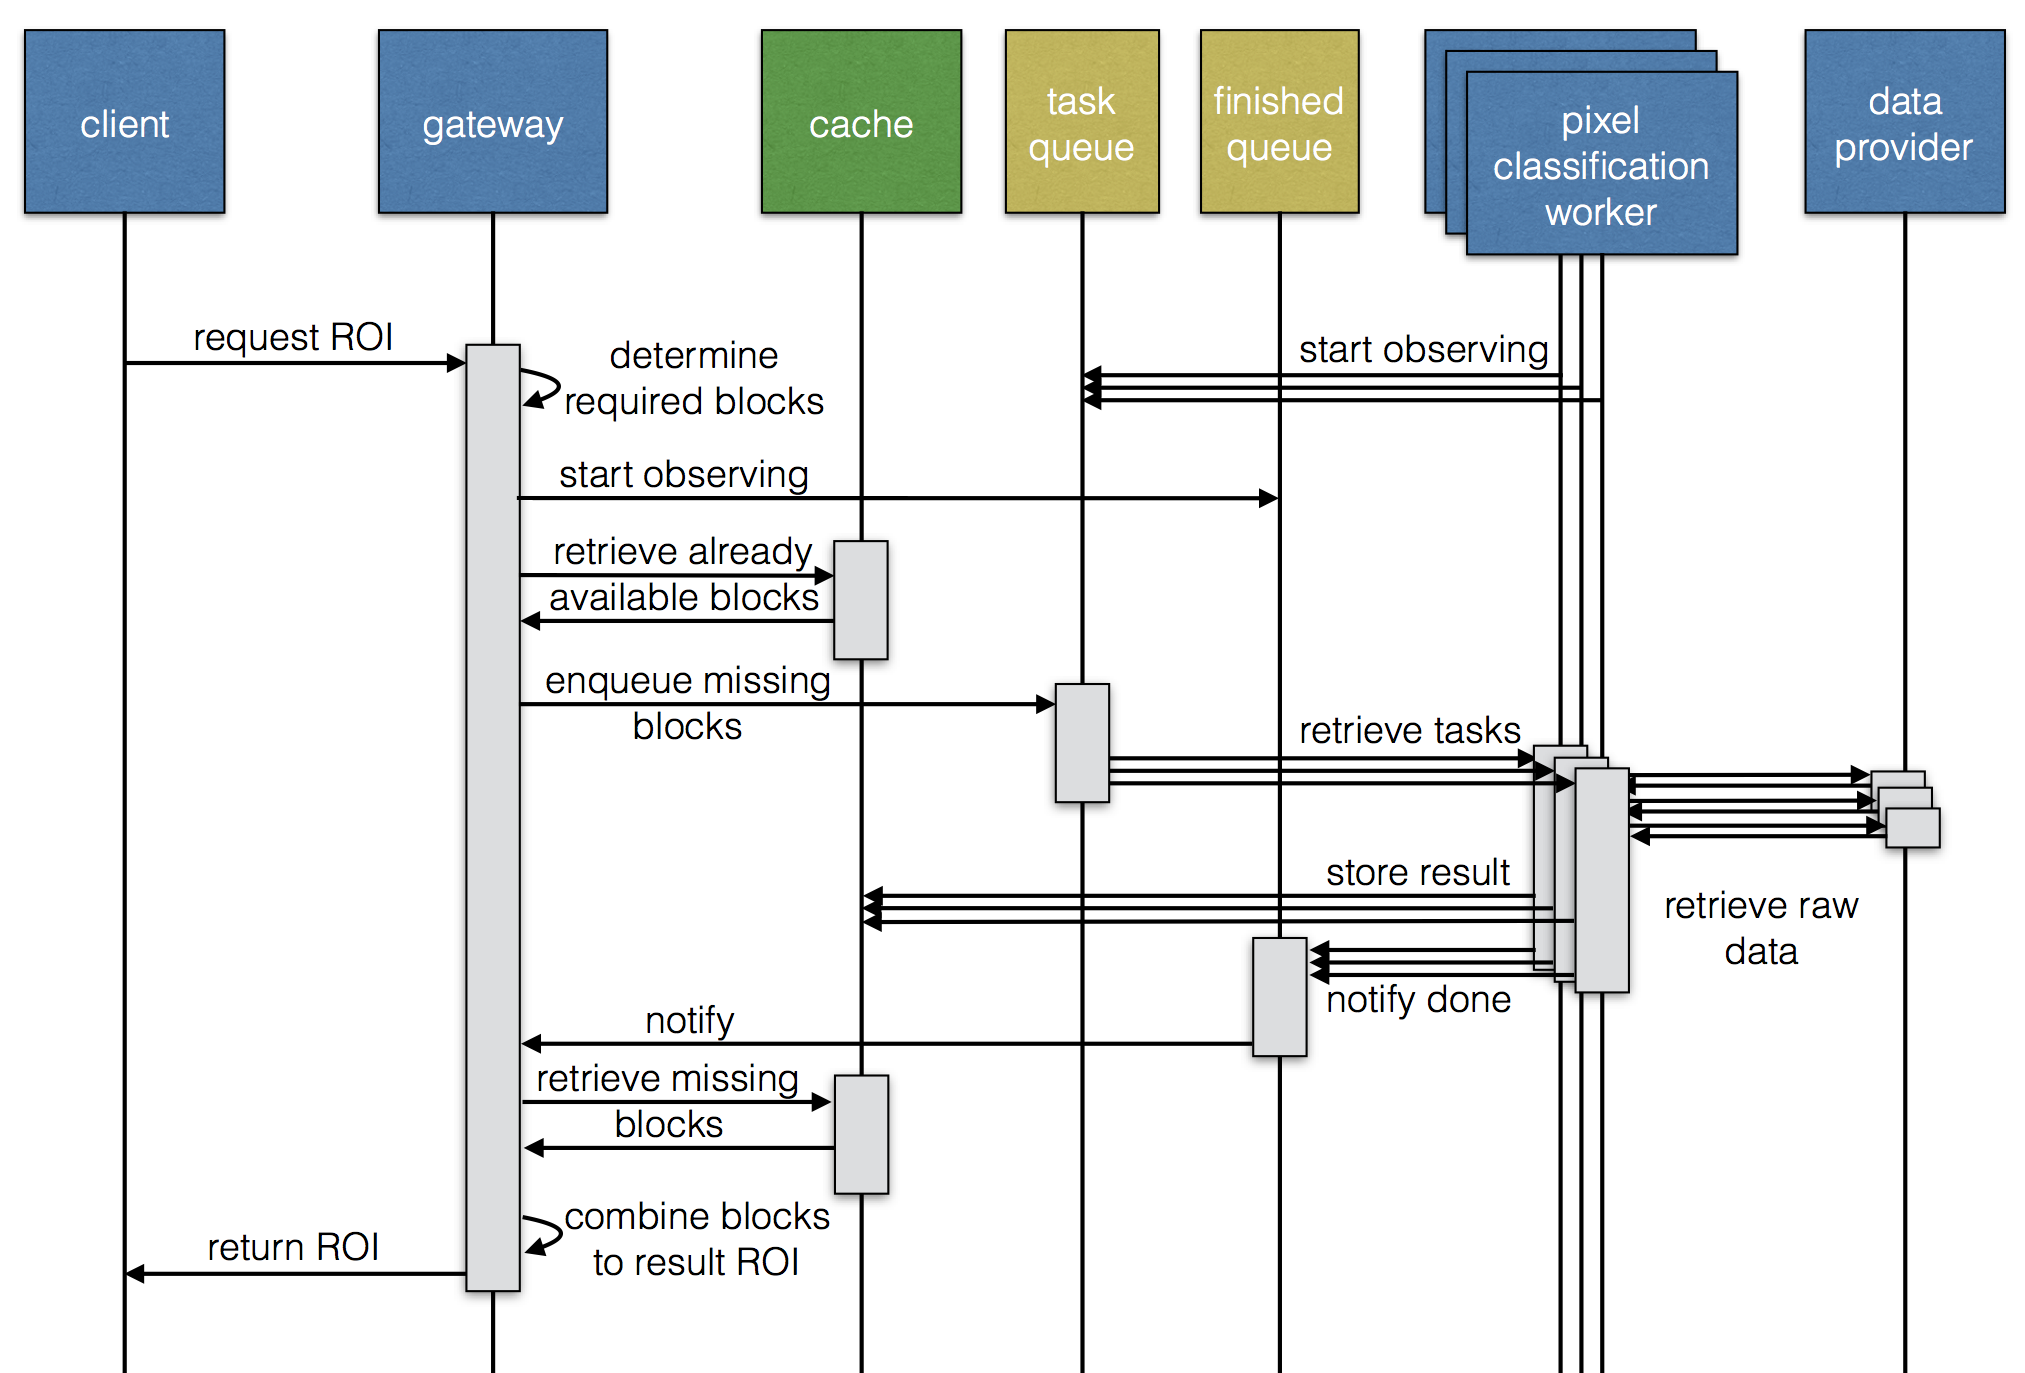 client
gateway
cache
task
queue
finished
queue
pixel
classification
worker
data
provider
request ROI
determine
required blocks
start observing
start observing
retrieve already
available blocks
enqueue missing
blocks
retrieve tasks
store result
retrieve raw
data
notify done
notify
retrieve missing
blocks
combine blocks
to result ROI
return ROI